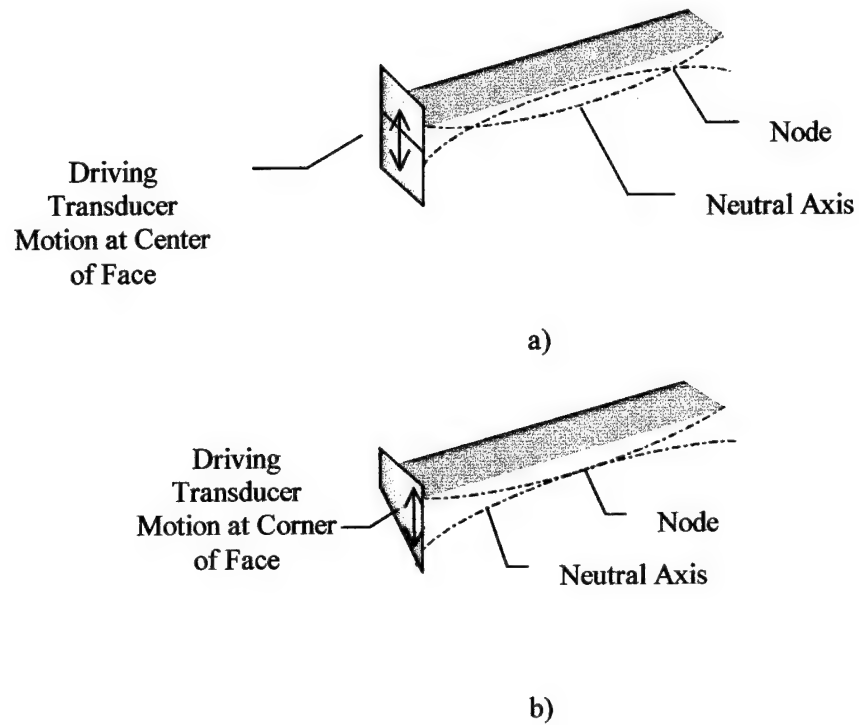 Driving
Transducer
Motion at Center
of Face
Node
Neutral Axis
a)
Driving
Transducer
Motion at Corner
of Face
Node
Neutral Axis
b)